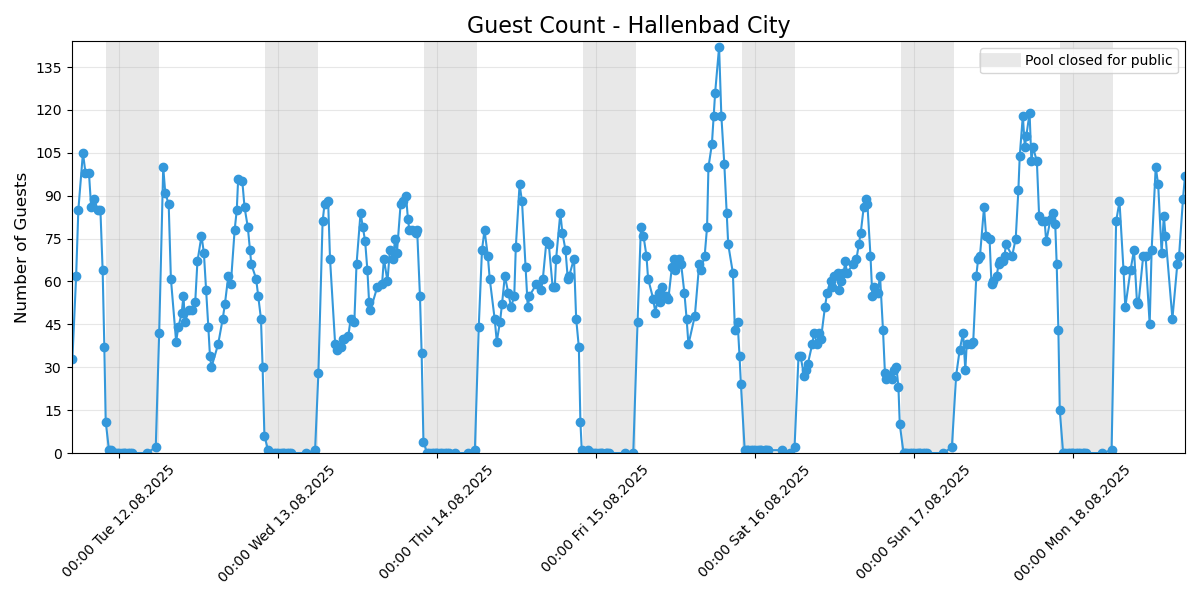 Guest Count - Hallenbad City
Pool closed for public
Number of Guests
135
120
105
90
75
60
45
30
15
0
00:00 Tue 12.08.2025
00:00 Wed 13.08.2025
00:00 Thu 14.08.2025
00:00 Fri 15.08.2025
00:00 Sat 16.08.2025
00:00 Sun 17.08.2025
00:00 Mon 18.08.2025